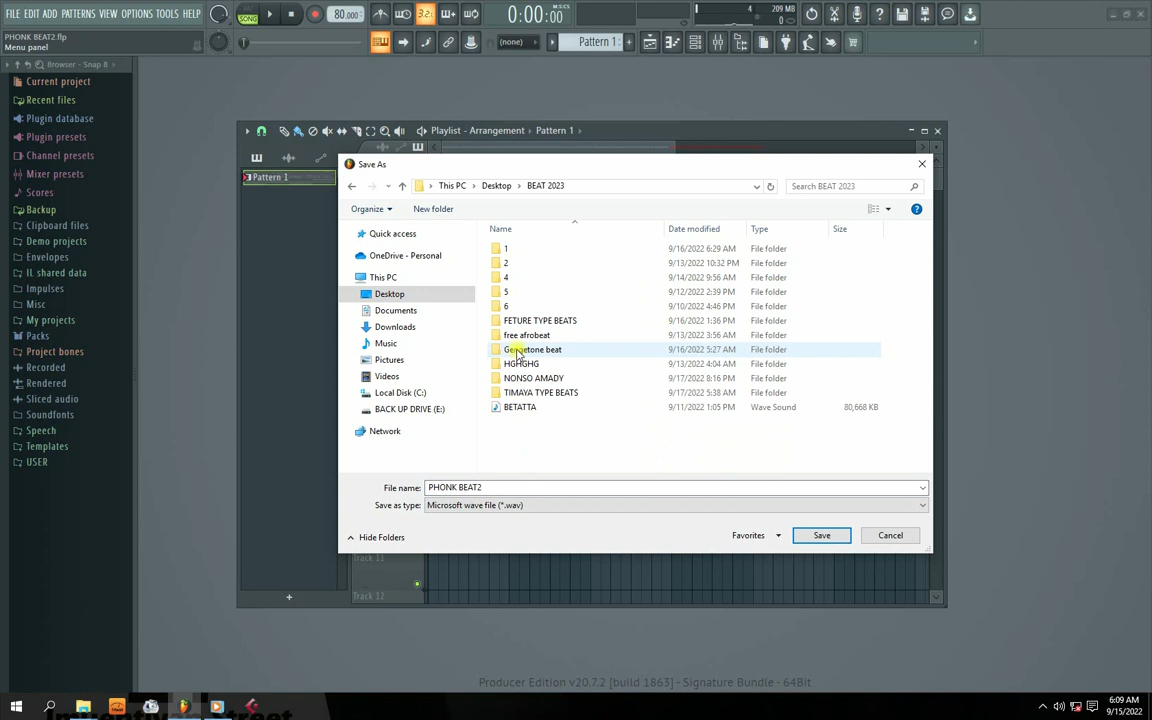 FILE EDIT ADD PATTERNS VIEW OPTIONS TOOLS HELP
SONG
80.000
3.2:
0:00:00
M:S:CS
4
209 MB
0
PHONK BEAT2.flp
Menu panel
(none)
Pattern 1
Browser - Snap 8
Current project
Recent files
Plugin database
Plugin presets
Channel presets
Mixer presets
Scores
Backup
Clipboard files
Demo projects
Envelopes
IL shared data
Impulses
Misc
My projects
Packs
Project bones
Recorded
Rendered
Sliced audio
Soundfonts
Speech
Templates
USER
Playlist - Arrangement
Pattern 1
Pattern 1
Save As
This PC
Desktop
BEAT 2023
Search BEAT 2023
Organize
New folder
Quick access
OneDrive - Personal
This PC
Desktop
Documents
Downloads
Music
Pictures
Videos
Local Disk (C:)
BACK UP DRIVE (E:)
Network
Name Date modified Type Size
1 9/16/2022 6:29 AM File folder
2 9/13/2022 10:32 PM File folder
4 9/14/2022 9:56 AM File folder
5 9/12/2022 2:39 PM File folder
6 9/10/2022 4:46 PM File folder
FETURE TYPE BEATS 9/16/2022 1:36 PM File folder
free afrobeat 9/13/2022 3:56 AM File folder
beat 9/16/2022 5:27 AM File folder
HGHGHG 9/13/2022 4:04 AM File folder
NONSO AMADY 9/17/2022 8:16 PM File folder
TIMAYA TYPE BEATS 9/17/2022 5:38 AM File folder
BETATTA 9/11/2022 1:05 PM Wave Sound 80,668 KB
File name: PHONK BEAT2
Save as type: Microsoft wave file (*.wav)
Hide Folders
Favorites
Save
Cancel
Track 11
Track 12
Producer Edition v20.7.2 [build 1863] - Signature Bundle - 64Bit
6:09 AM
9/15/2022